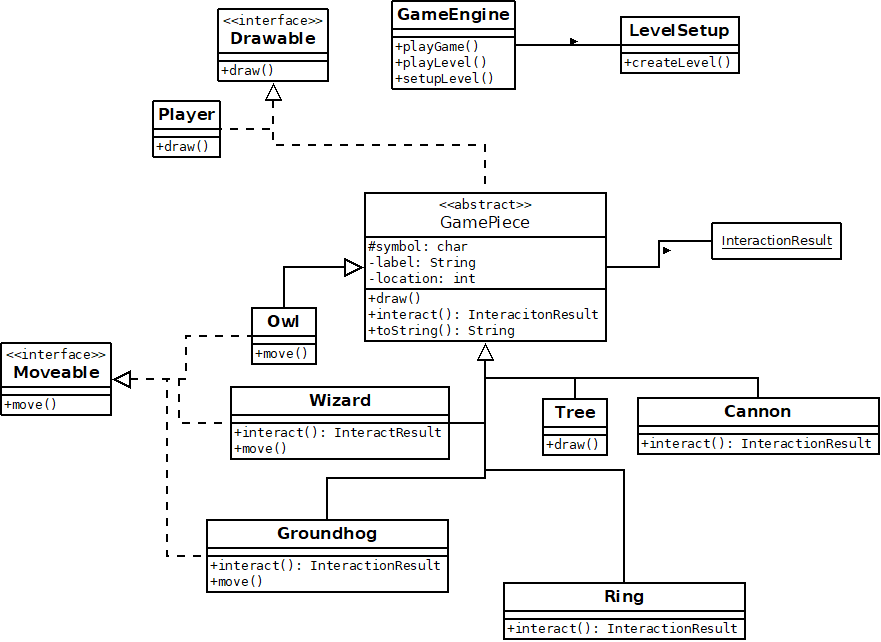 <<interface>>
Drawable
+draw()
GameEngine
+playGame()
+playLevel()
+setupLevel()
LevelSetup
+createLevel()
Player
+draw()
<<abstract>>
GamePiece
#symbol: char
-label: String
-location: int
+draw()
+interact(): InteracitonResult
+toString(): String
InteractionResult
Owl
+move()
<<interface>>
Moveable
+move()
Wizard
+interact(): InteractResult
+move()
Tree
+draw()
Cannon
+interact(): InteractionResult
Groundhog
+interact(): InteractionResult
+move()
Ring
+interact(): InteractionResult